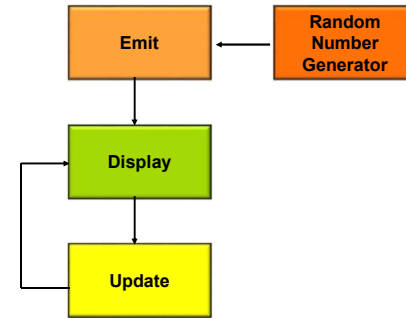 Emit
Random
Number
Generator
Display
Update